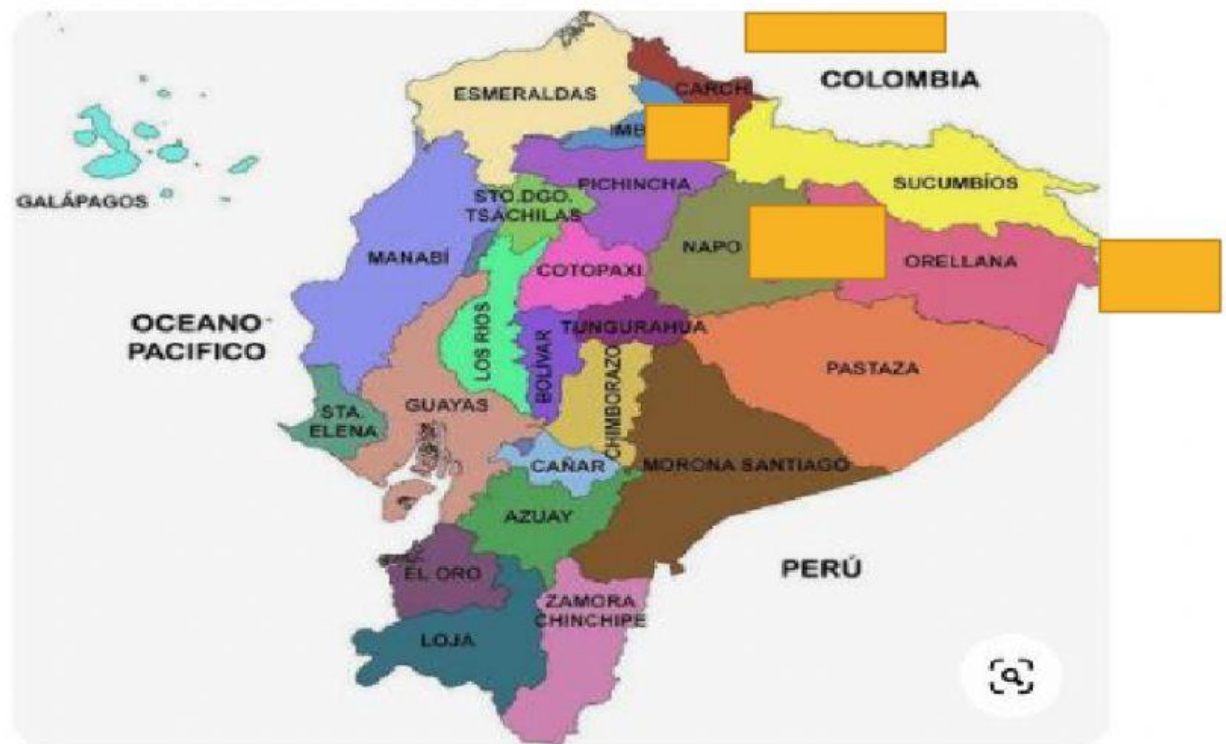 CARCHI
COLOMBIA
ESMERALDAS
IMB
GALÁPAGOS
PICHINCHA
SUCUMBÍOS
STO.DGO.
TSÁCHILAS
MANABÍ
NAPO
COTOPAXI
ORELLANA
OCEANO
PACIFICO
LOS RIOS
BOLIVAR
TUNGURAHUA
CHIMBORAZO
PASTAZA
STA.
ELENA
GUAYAS
CAÑAR
MORONA SANTIAGO
AZUAY
PERÚ
EL ORO
ZAMORA
CHINCHIPE
LOJA